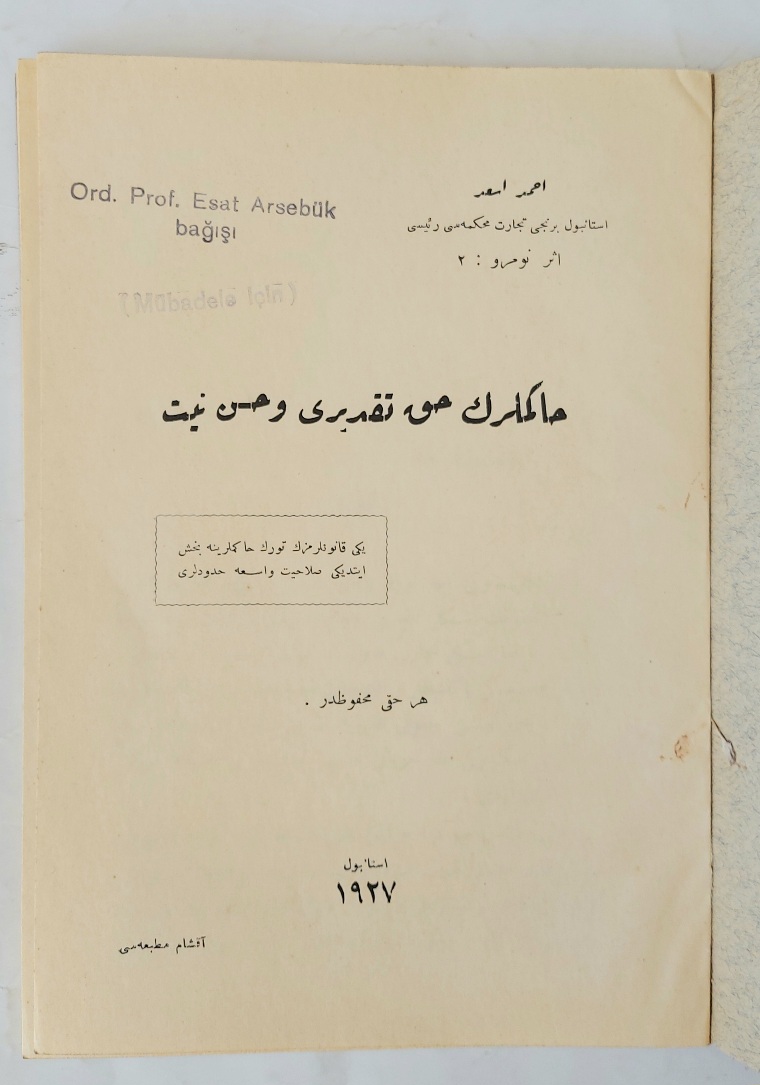 احمد اسعد
استانبول برنجی تجارت محکمه‌سی رئیسی
اثر نومرو : ٢
Ord. Prof. Esat Arsebük
bağışı
(Mübadele İçin)
حاکملرك حق تقدیری و حسن نیت
یکی قانونلرمزك تورك حاکملرینه بخش
ایتدیکی صلاحیت واسعه حدودلری
هر حقی محفوظدر .
استانبول
١٩٢٧
آقشام مطبعه‌سی